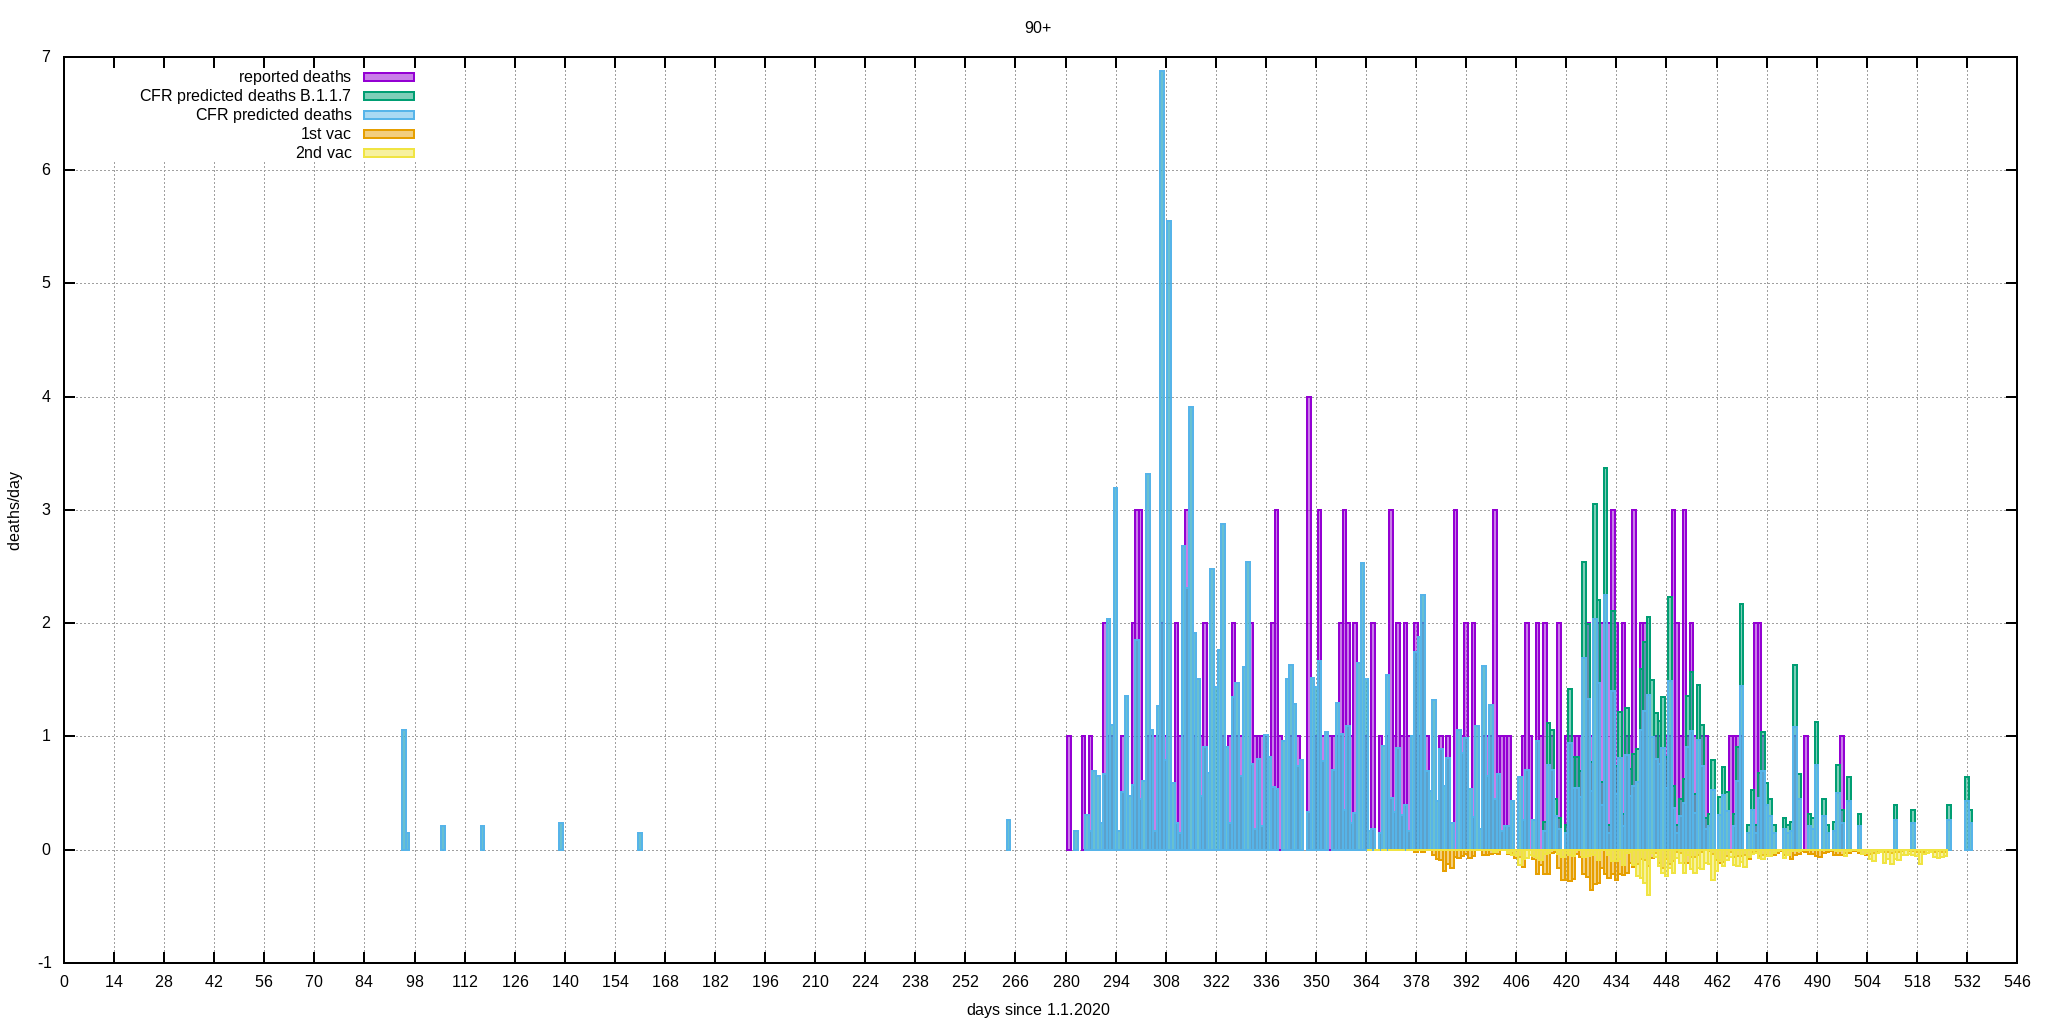 90+
reported deaths
CFR predicted deaths B.1.1.7
CFR predicted deaths
1st vac
2nd vac
7
6
5
4
3
2
1
0
-1
deaths/day
0 14 28 42 56 70 84 98 112 126 140 154 168 182 196 210 224 238 252 266 280 294 308 322 336 350 364 378 392 406 420 434 448 462 476 490 504 518 532 546
days since 1.1.2020